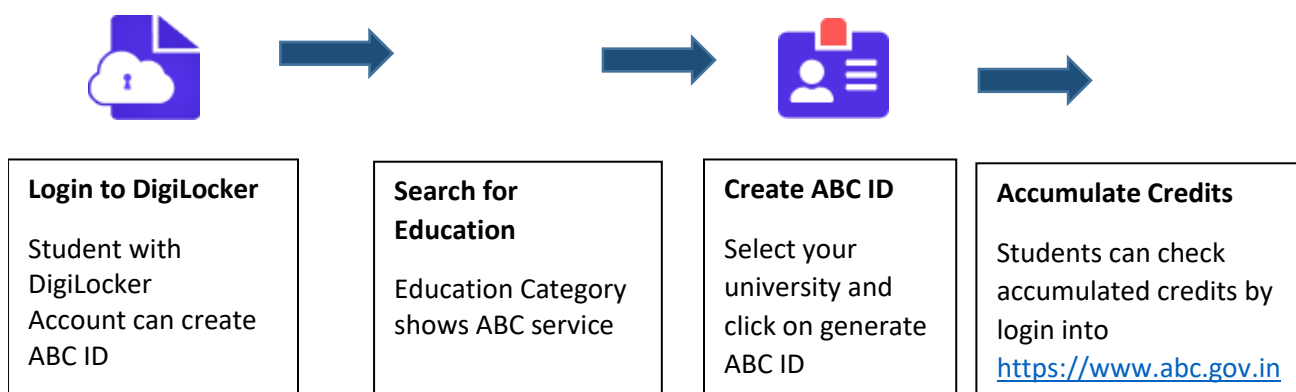 Login to DigiLocker
Student with
DigiLocker
Account can create
ABC ID
Search for
Education
Education Category
shows ABC service
Create ABC ID
Select your
university and
click on generate
ABC ID
Accumulate Credits
Students can check
accumulated credits by
login into
https://www.abc.gov.in